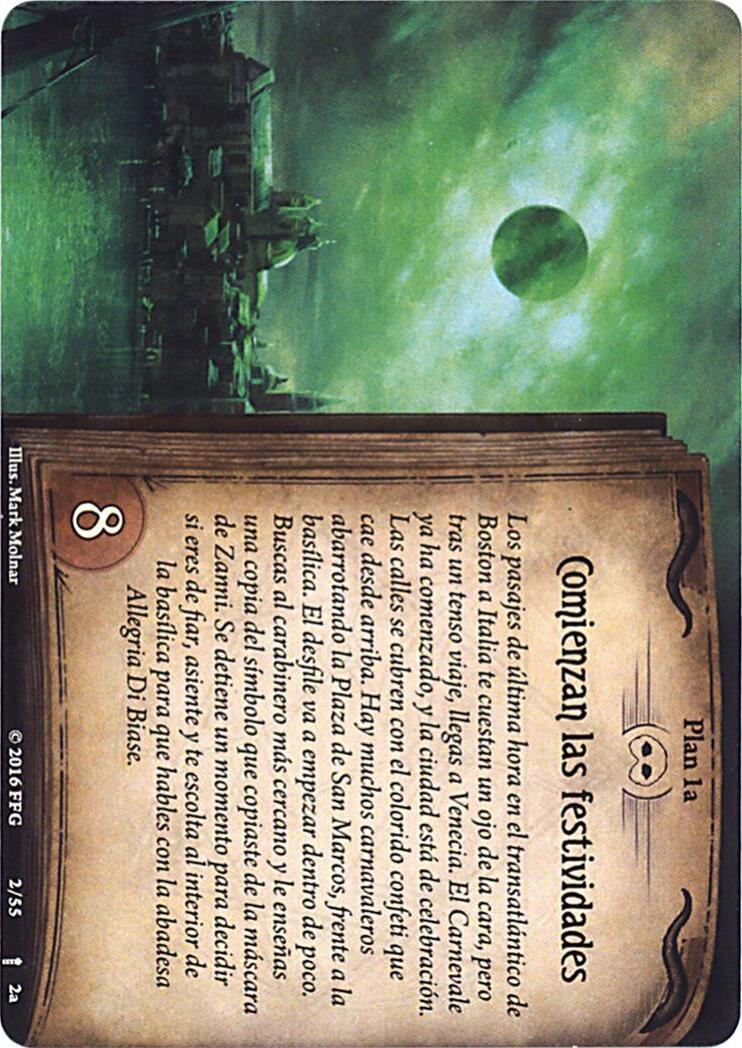 Plan 1a
Comienzan las festividades
Los pasajes de última hora en el transatlántico de
Boston a Italia te cuestan un ojo de la cara, pero
tras un tenso viaje, llegas a Venecia. El Carnevale
ya ha comenzado, y la ciudad está de celebración.
Las calles se cubren con el colorido confeti que
cae desde arriba. Hay muchos carnavaleros
abarrotando la Plaza de San Marcos, frente a la
basílica. El desfile va a empezar dentro de poco.
Buscas al carabinero más cercano y le enseñas
una copia del símbolo que copiaste de la máscara
de Zanni. Se detiene un momento para decidir
si eres de fiar, asiente y te escolta al interior de
la basílica para que hables con la abadesa
Allegria Di Biase.
8
Illus. Mark Molnar © 2016 FFG 2/55 2a